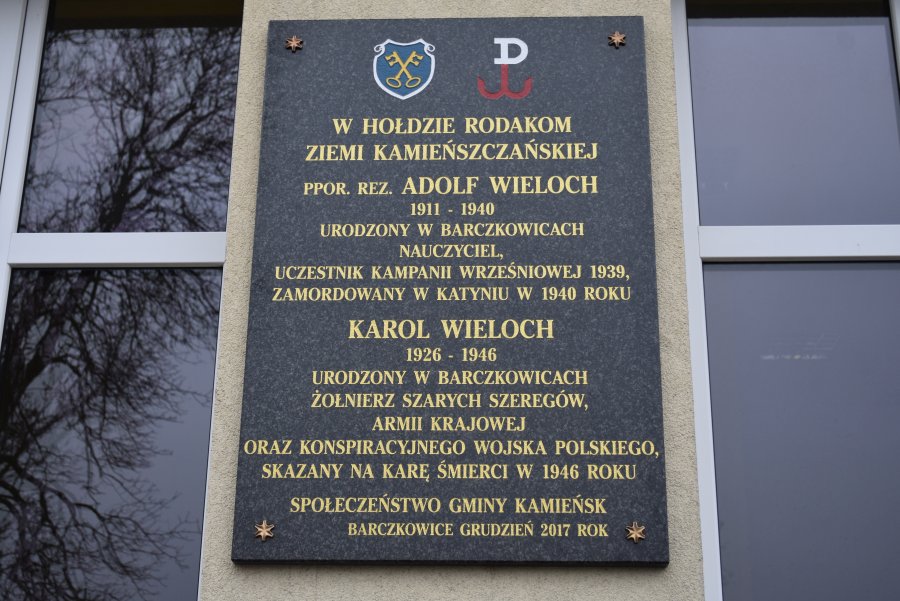 W HOŁDZIE RODAKOM
ZIEMI KAMIEŃSZCZAŃSKIEJ
PPOR. REZ. ADOLF WIELOCH
1911 - 1940
URODZONY W BARCZKOWICACH
NAUCZYCIEL,
UCZESTNIK KAMPANII WRZEŚNIOWEJ 1939,
ZAMORDOWANY W KATYNIU W 1940 ROKU
KAROL WIELOCH
1926 - 1946
URODZONY W BARCZKOWICACH
ŻOŁNIERZ SZARYCH SZEREGÓW,
ARMII KRAJOWEJ
ORAZ KONSPIRACYJNEGO WOJSKA POLSKIEGO,
SKAZANY NA KARĘ ŚMIERCI W 1946 ROKU
SPOŁECZEŃSTWO GMINY KAMIEŃSK
BARCZKOWICE GRUDZIEŃ 2017 ROK